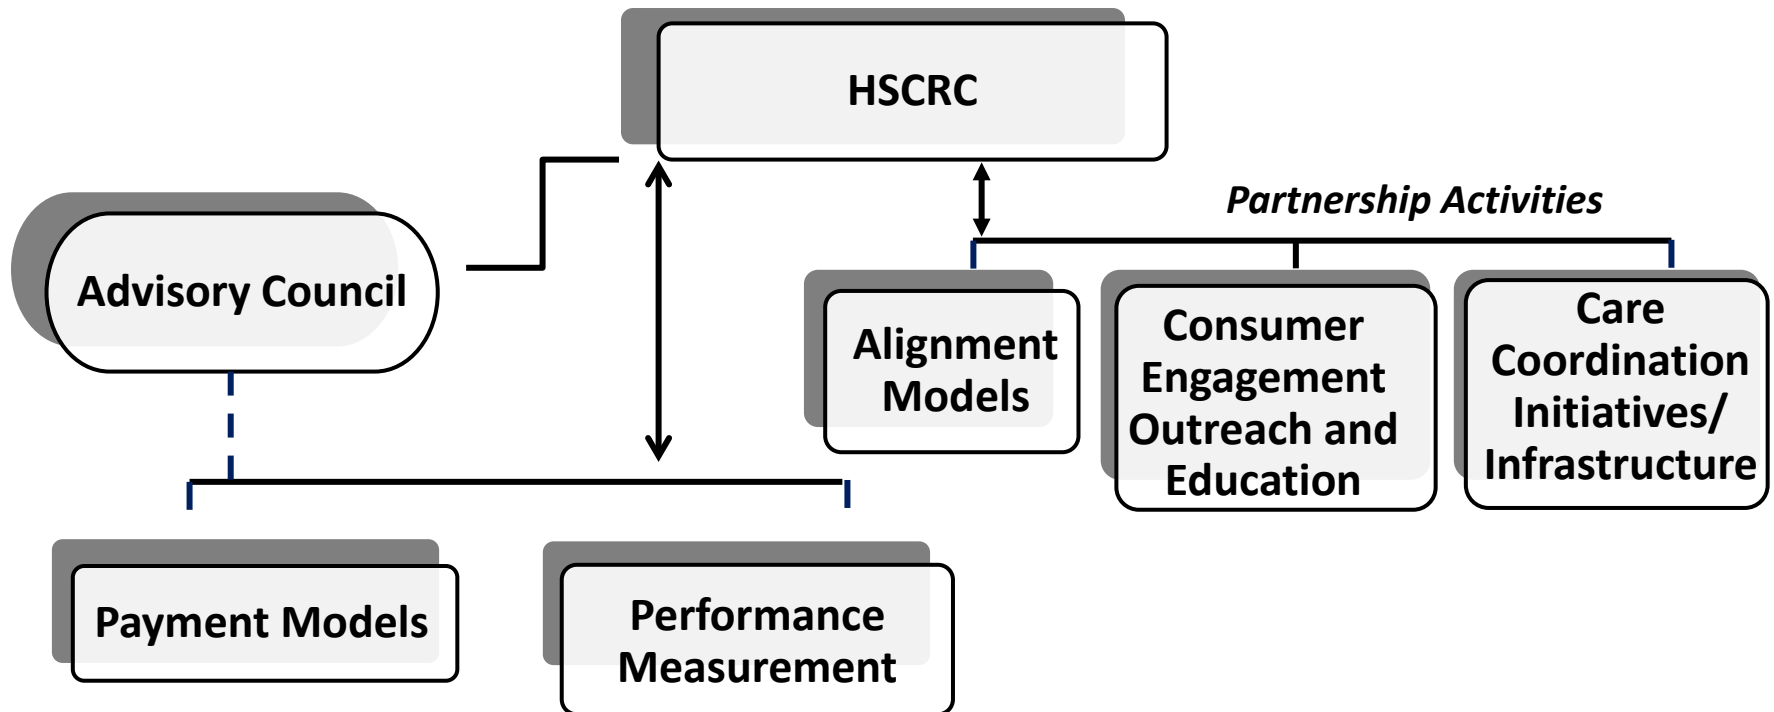 HSCRC
Partnership Activities
Advisory Council
Alignment
Models
Consumer
Engagement
Outreach and
Education
Care
Coordination
Initiatives/
Infrastructure
Payment Models
Performance
Measurement